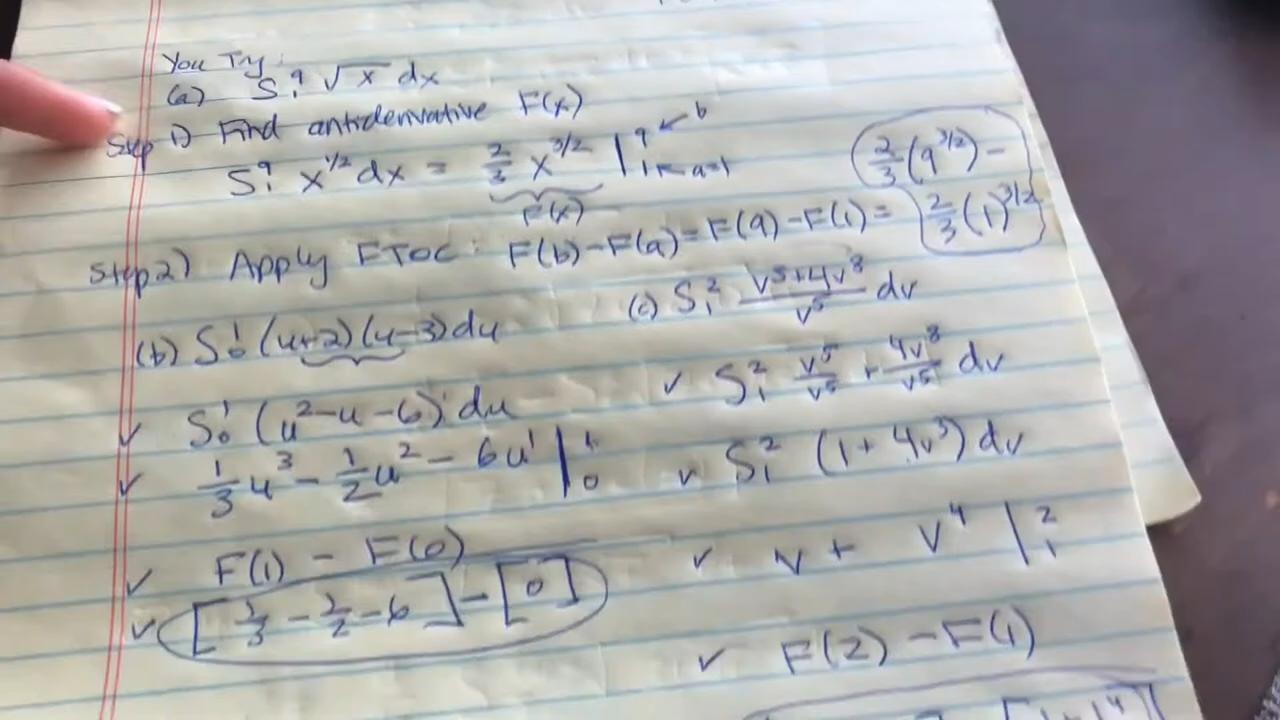 You Try:
(a) ∫₁⁹ √x dx
Step 1) Find antiderivative F(x)
∫₁⁹ x^{1/2} dx = 2/3 x^{3/2} |₁⁹ ← b
← a=1
F(x)
2/3 (9^{3/2}) -
2/3 (1)^{3/2}
Step 2) Apply FTOC: F(b)-F(a)=F(9)-F(1)=
(b) ∫₀¹ (u+2)(u-3)du
∫₀¹ (u²-u-6) du
1/3 u³ - 1/2 u² - 6u¹ |₀¹
F(1) - F(0)
[1/3 - 1/2 - 6] - [0]
(c) ∫₁² (v⁵+4v⁸)/v⁵ dv
∫₁² v⁵/v⁵ + 4v⁸/v⁵ dv
∫₁² (1+4v³) dv
v + v⁴ |₁²
F(2) - F(1)